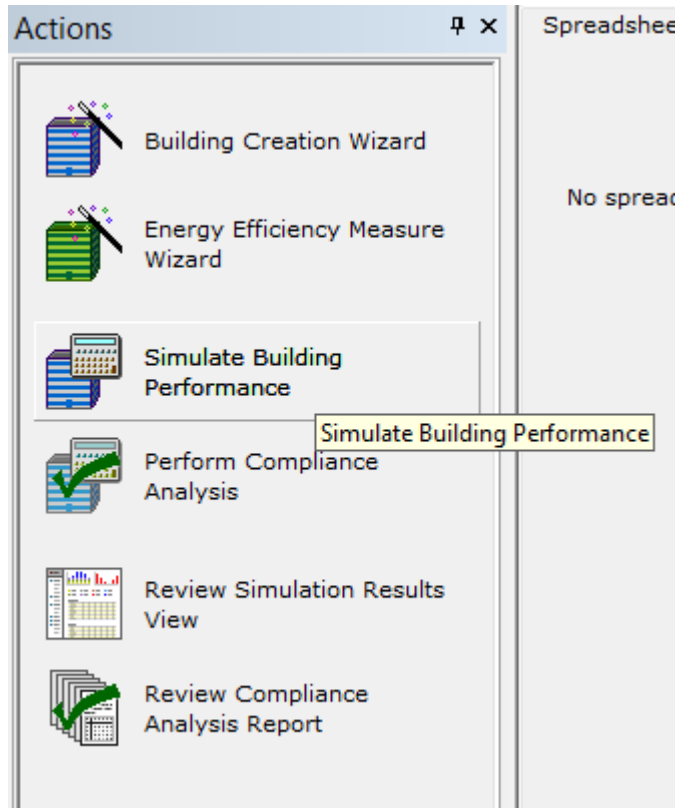 Actions
Spreadshee
Building Creation Wizard
No spread
Energy Efficiency Measure
Wizard
Simulate Building
Performance
Simulate Building Performance
Perform Compliance
Analysis
Review Simulation Results
View
Review Compliance
Analysis Report